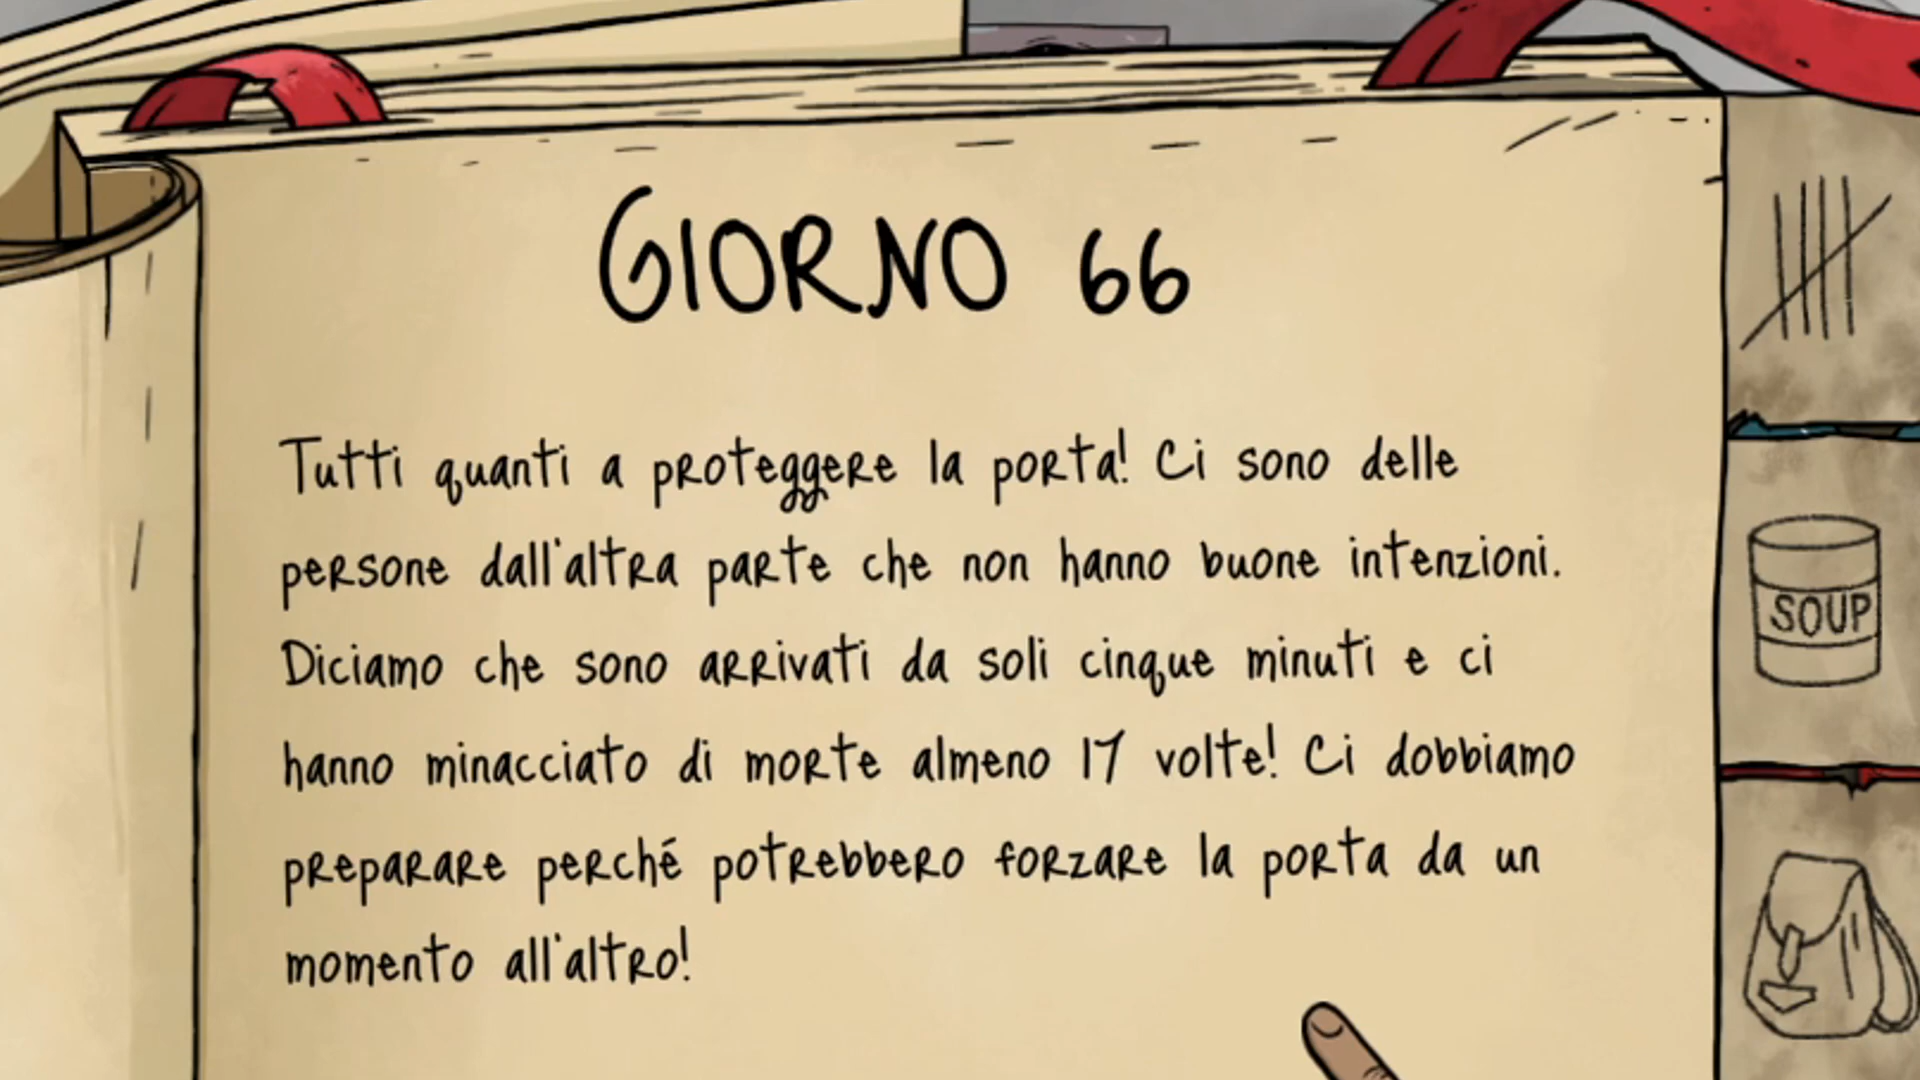 GIORNO 66
Tutti quanti a proteggere la porta! Ci sono delle
persone dall'altra parte che non hanno buone intenzioni.
Diciamo che sono arrivati da soli cinque minuti e ci
hanno minacciato di morte almeno 17 volte! Ci dobbiamo
preparare perché potrebbero forzare la porta da un
momento all'altro!
SOUP